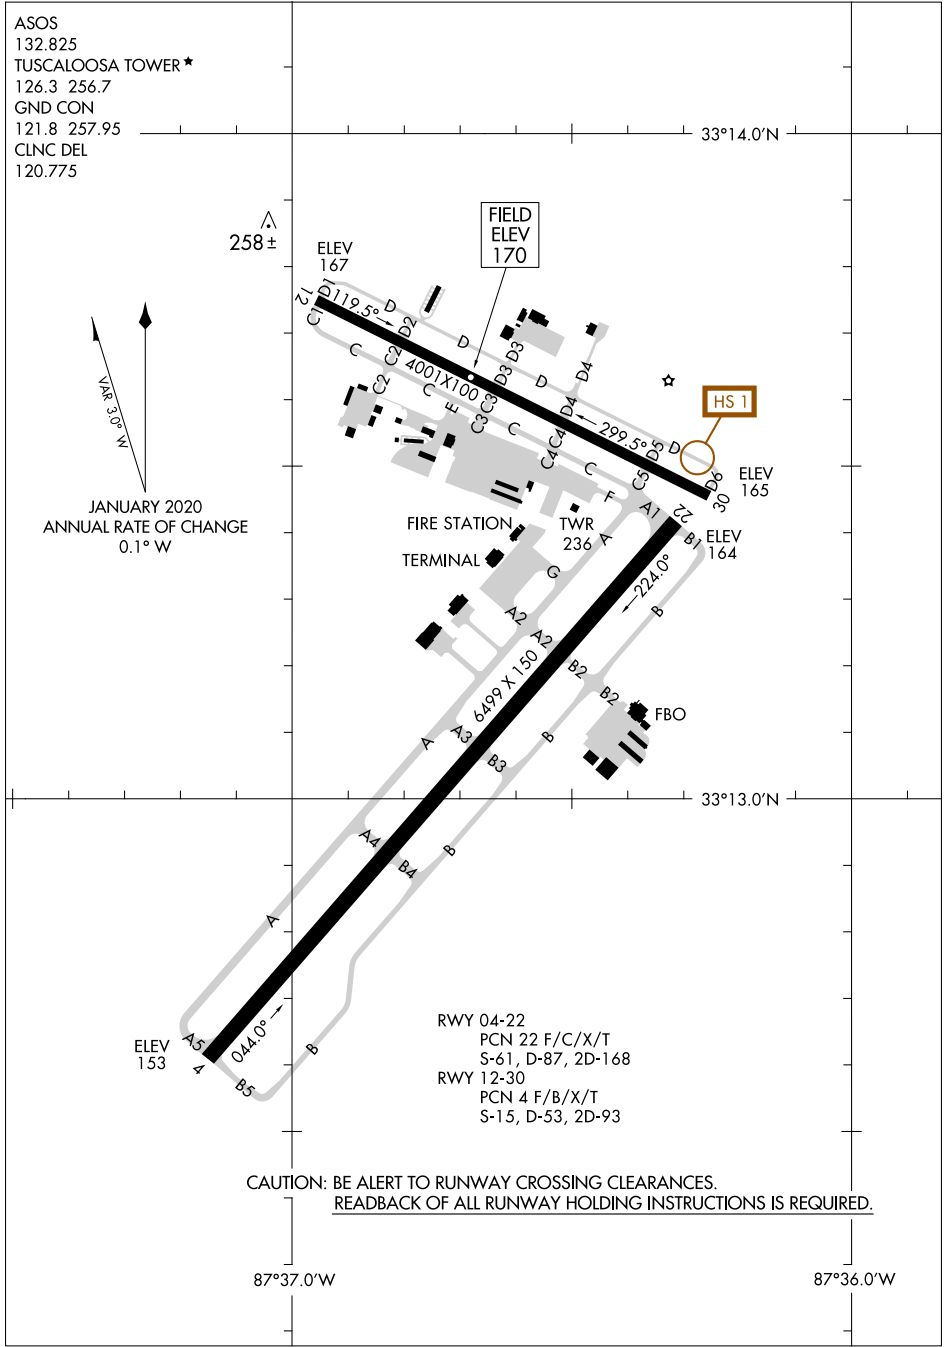 ASOS
132.825
TUSCALOOSA TOWER★
126.3 256.7
GND CON
121.8 257.95
CLNC DEL
120.775
33°14.0'N
258±
FIELD
ELEV
170
ELEV
167
12
D1
C1
119.5°
D
D2
C2
C
C2
4001X100
D
D3
D3
D
D4
D4
C
E
C3
C3
C
C4
C4
C
299.5°
D5
D
C5
HS 1
D6
ELEV
165
30
VAR 3.0° W
JANUARY 2020
ANNUAL RATE OF CHANGE
0.1° W
F
A1
22
B1
ELEV
164
FIRE STATION
TWR
236
A
TERMINAL
G
224.0°
B
A2
A2
B2
B2
FBO
6499 X 150
A
A3
B3
B
33°13.0'N
A4
B4
B
A
044.0°
A5
ELEV
153
4
B5
B
RWY 04-22
PCN 22 F/C/X/T
S-61, D-87, 2D-168
RWY 12-30
PCN 4 F/B/X/T
S-15, D-53, 2D-93
CAUTION: BE ALERT TO RUNWAY CROSSING CLEARANCES.
READBACK OF ALL RUNWAY HOLDING INSTRUCTIONS IS REQUIRED.
87°37.0'W
87°36.0'W